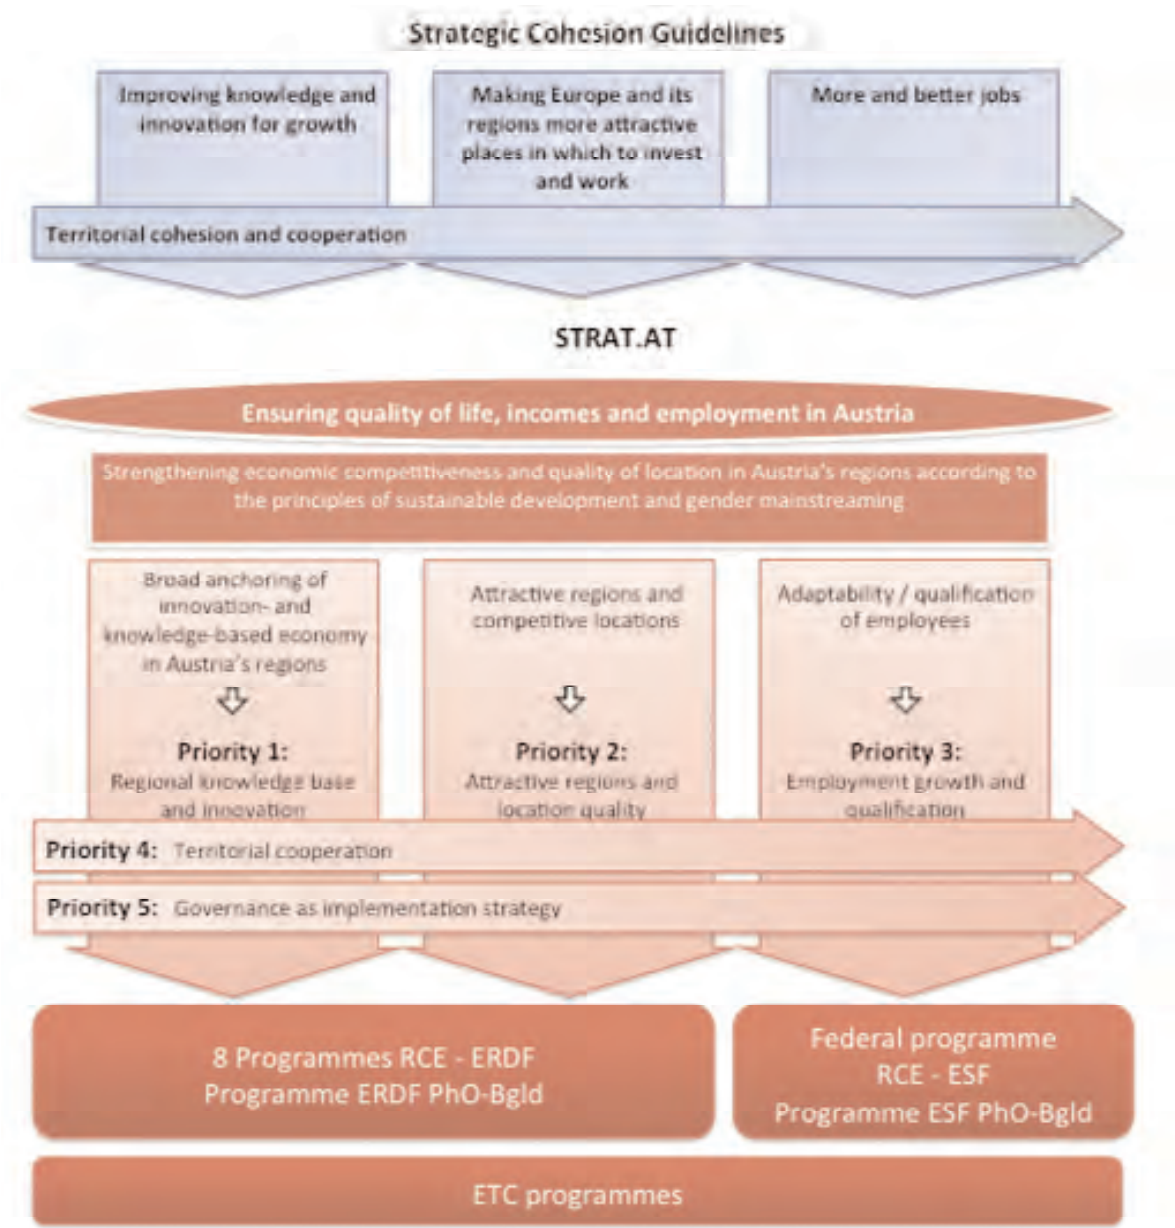 Strategic Cohesion Guidelines
Improving knowledge and
innovation for growth
Making Europe and its
regions more attractive
places in which to invest
and work
More and better jobs
Territorial cohesion and cooperation
STRAT.AT
Ensuring quality of life, incomes and employment in Austria
Strengthening economic competitiveness and quality of location in Austria's regions according to
the principles of sustainable development and gender mainstreaming
Broad anchoring of
innovation- and
knowledge-based economy
in Austria's regions
Priority 1:
Regional knowledge base
and innovation
Attractive regions and
competitive locations
Priority 2:
Attractive regions and
location quality
Adaptability / qualification
of employees
Priority 3:
Employment growth and
qualification
Priority 4: Territorial cooperation
Priority 5: Governance as implementation strategy
8 Programmes RCE - ERDF
Programme ERDF PhO-Bgld
Federal programme
RCE - ESF
Programme ESF PhO-Bgld
ETC programmes